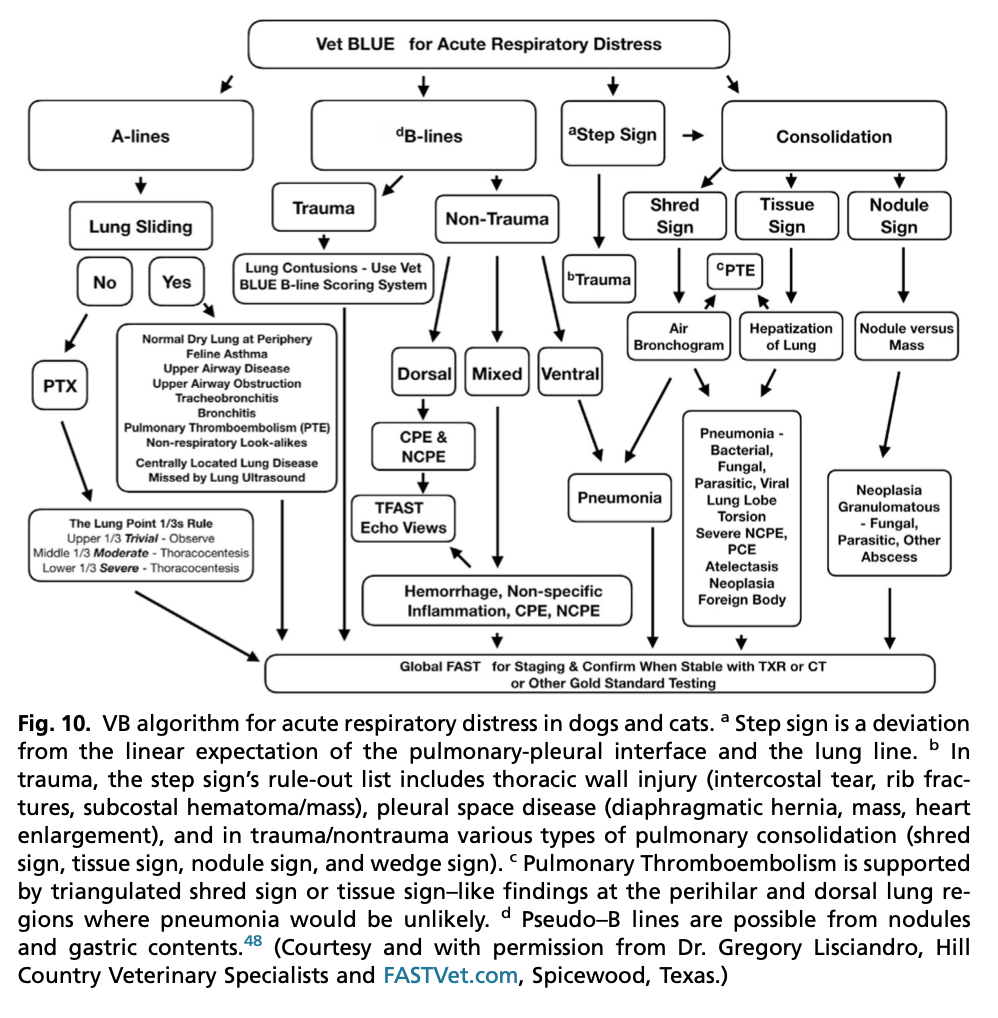 Vet BLUE for Acute Respiratory Distress
A-lines
dB-lines
aStep Sign
Consolidation
Lung Sliding
Trauma
Non-Trauma
Shred
Sign
Tissue
Sign
Nodule
Sign
No
Yes
Lung Contusions - Use Vet
BLUE B-line Scoring System
bTrauma
cPTE
PTX
Normal Dry Lung at Periphery
Feline Asthma
Upper Airway Disease
Upper Airway Obstruction
Tracheobronchitis
Bronchitis
Pulmonary Thromboembolism (PTE)
Non-respiratory Look-alikes
Centrally Located Lung Disease
Missed by Lung Ultrasound
Dorsal
Mixed
Ventral
Air
Bronchogram
Hepatization
of Lung
Nodule versus
Mass
CPE &
NCPE
TFAST
Echo Views
Pneumonia
Pneumonia -
Bacterial,
Fungal,
Parasitic, Viral
Lung Lobe
Torsion
Severe NCPE,
PCE
Atelectasis
Neoplasia
Foreign Body
Neoplasia
Granulomatous
- Fungal,
Parasitic, Other
Abscess
The Lung Point 1/3s Rule
Upper 1/3 Trivial - Observe
Middle 1/3 Moderate - Thoracocentesis
Lower 1/3 Severe - Thoracocentesis
Hemorrhage, Non-specific
Inflammation, CPE, NCPE
Global FAST for Staging & Confirm When Stable with TXR or CT
or Other Gold Standard Testing
Fig. 10. VB algorithm for acute respiratory distress in dogs and cats. a Step sign is a deviation
from the linear expectation of the pulmonary-pleural interface and the lung line. b In
trauma, the step sign's rule-out list includes thoracic wall injury (intercostal tear, rib frac-
tures, subcostal hematoma/mass), pleural space disease (diaphragmatic hernia, mass, heart
enlargement), and in trauma/nontrauma various types of pulmonary consolidation (shred
sign, tissue sign, nodule sign, and wedge sign). c Pulmonary Thromboembolism is supported
by triangulated shred sign or tissue sign–like findings at the perihilar and dorsal lung re-
gions where pneumonia would be unlikely. d Pseudo–B lines are possible from nodules
and gastric contents.48 (Courtesy and with permission from Dr. Gregory Lisciandro, Hill
Country Veterinary Specialists and FASTVet.com, Spicewood, Texas.)